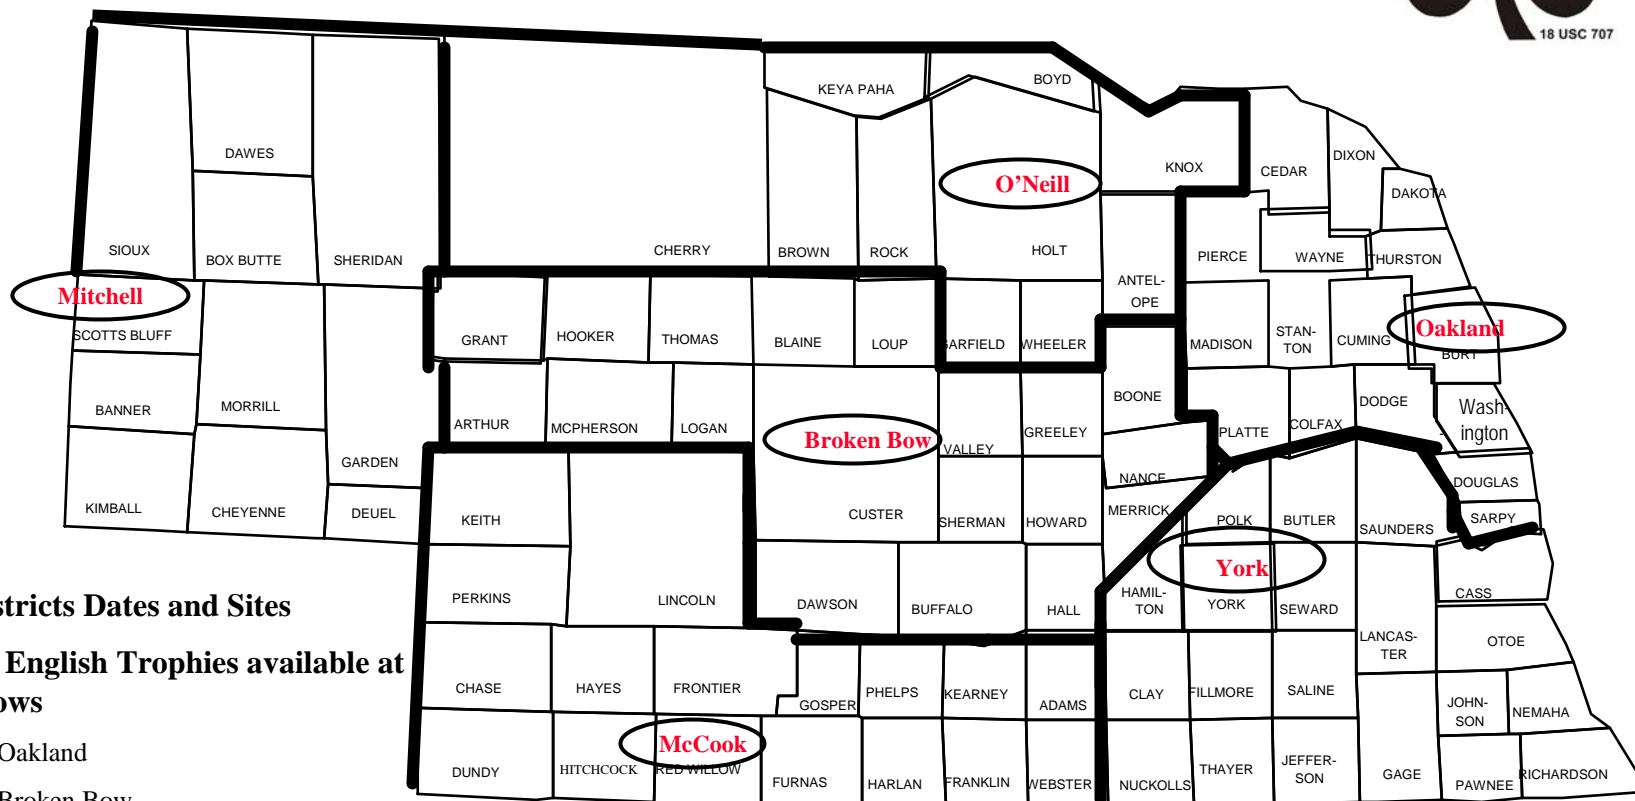 18 USC 707
BOYD
KEYA PAHA
DAWES
KNOX
CEDAR
DIXON
O'Neill
DAKOTA
SIOUX
BOX BUTTE
SHERIDAN
CHERRY
BROWN
ROCK
HOLT
PIERCE
WAYNE
THURSTON
ANTEL-
OPE
Mitchell
SCOTTS BLUFF
GRANT
HOOKER
THOMAS
BLAINE
LOUP
GARFIELD
WHEELER
MADISON
STAN-
TON
CUMING
Oakland
BURT
BANNER
MORRILL
ARTHUR
MCPHERSON
LOGAN
Broken Bow
VALLEY
GREELEY
BOONE
PLATTE
COLFAX
DODGE
Wash-
ington
GARDEN
NANCE
DOUGLAS
KIMBALL
CHEYENNE
DEUEL
KEITH
CUSTER
SHERMAN
HOWARD
MERRICK
POLK
BUTLER
SAUNDERS
SARPY
York
PERKINS
LINCOLN
DAWSON
BUFFALO
HALL
HAMIL-
TON
YORK
SEWARD
CASS
stricts Dates and Sites
LANCAS-
TER
OTOE
English Trophies available at
ows
CHASE
HAYES
FRONTIER
GOSPER
PHELPS
KEARNEY
ADAMS
CLAY
FILLMORE
SALINE
JOHN-
SON
NEMAHA
Oakland
McCook
DUNDY
HITCHCOCK
RED WILLOW
FURNAS
HARLAN
FRANKLIN
WEBSTER
NUCKOLLS
THAYER
JEFFER-
SON
GAGE
PAWNEE
RICHARDSON
Broken Bow